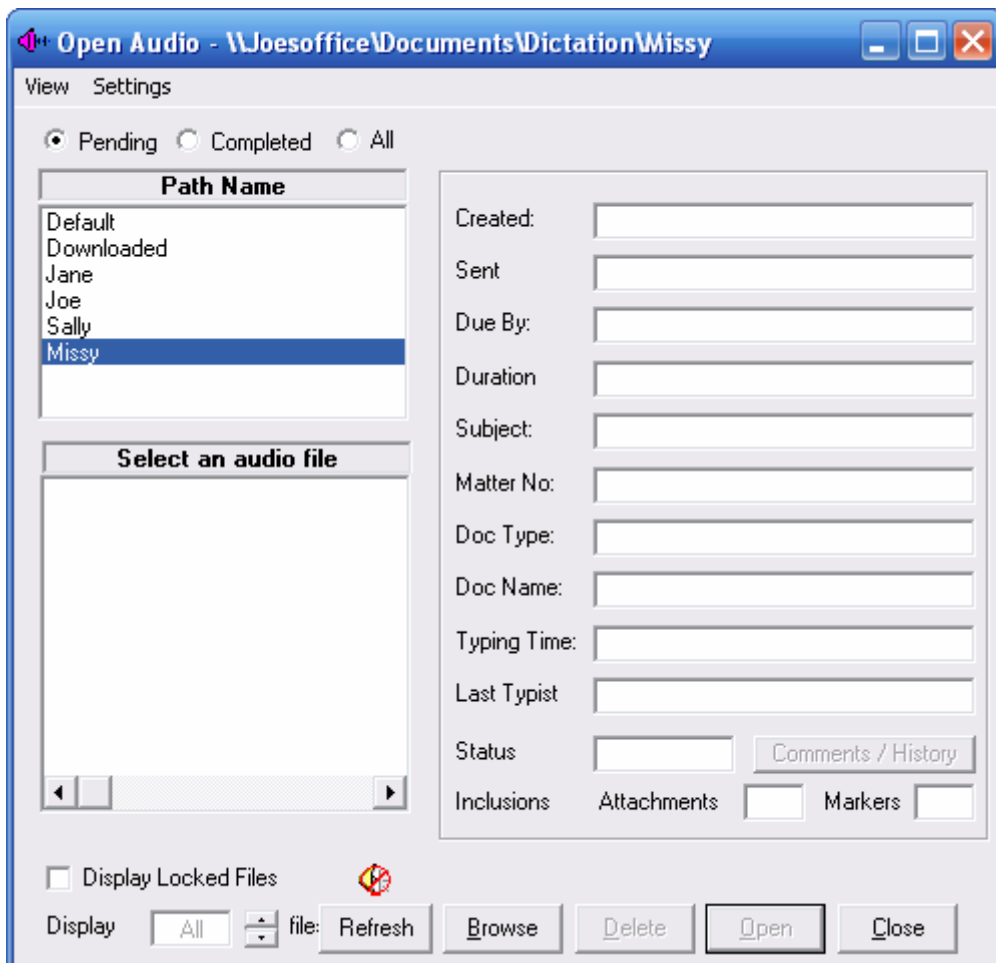 Open Audio - \\Joesoffice\Documents\Dictation\Missy
View Settings
Pending Completed All
Path Name
Default
Downloaded
Jane
Joe
Sally
Missy
Select an audio file
Created:
Sent
Due By:
Duration
Subject:
Matter No:
Doc Type:
Doc Name:
Typing Time:
Last Typist
Status Comments / History
Inclusions Attachments Markers
Display Locked Files
Display All file: Refresh Browse Delete Open Close